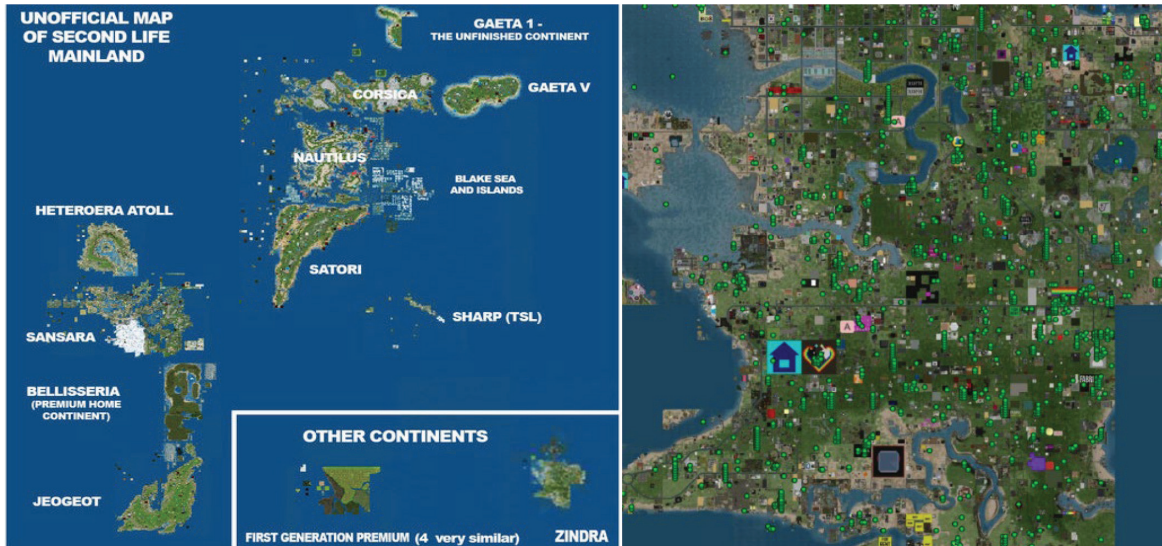 UNOFFICIAL MAP
OF SECOND LIFE
MAINLAND
GAETA 1 -
THE UNFINISHED CONTINENT
CORSICA
GAETA V
NAUTILUS
BLAKE SEA
AND ISLANDS
HETEROERA ATOLL
SATORI
SHARP (TSL)
SANSARA
BELLISSERIA
(PREMIUM HOME
CONTINENT)
JEOGEOT
OTHER CONTINENTS
FIRST GENERATION PREMIUM (4 very similar)
ZINDRA
A
A